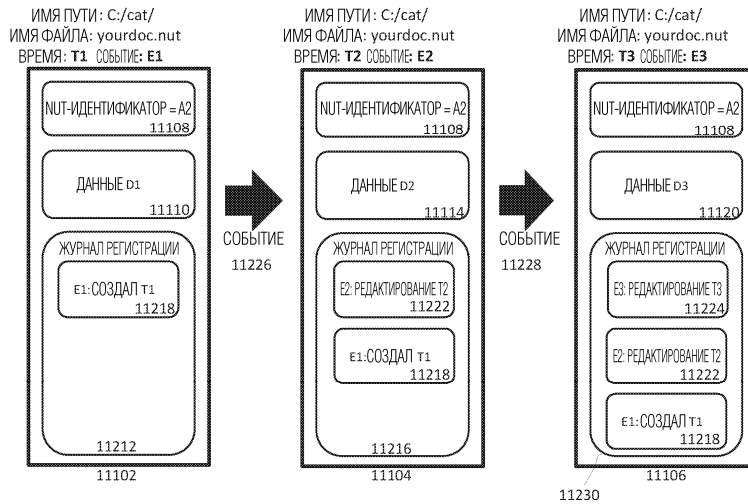 ИМЯ ПУТИ: C:/cat/
ИМЯ ФАЙЛА: yourdoc.nut
ВРЕМЯ: T1 СОБЫТИЕ: E1
NUT-ИДЕНТИФИКАТОР = A2
11108
ДАННЫЕ D1
11110
ЖУРНАЛ РЕГИСТРАЦИИ
E1:СОЗДАЛ T1
11218
11212
11102
СОБЫТИЕ
11226
ИМЯ ПУТИ: C:/cat/
ИМЯ ФАЙЛА: yourdoc.nut
ВРЕМЯ: T2 СОБЫТИЕ: E2
NUT-ИДЕНТИФИКАТОР = A2
11108
ДАННЫЕ D2
11114
ЖУРНАЛ РЕГИСТРАЦИИ
E2: РЕДАКТИРОВАНИЕ T2
11222
E1:СОЗДАЛ T1
11218
11216
11104
СОБЫТИЕ
11228
ИМЯ ПУТИ: C:/cat/
ИМЯ ФАЙЛА: yourdoc.nut
ВРЕМЯ: T3 СОБЫТИЕ: E3
NUT-ИДЕНТИФИКАТОР = A2
11108
ДАННЫЕ D3
11120
ЖУРНАЛ РЕГИСТРАЦИИ
E3: РЕДАКТИРОВАНИЕ T3
11224
E2: РЕДАКТИРОВАНИЕ T2
11222
E1:СОЗДАЛ T1
11218
11106
11230